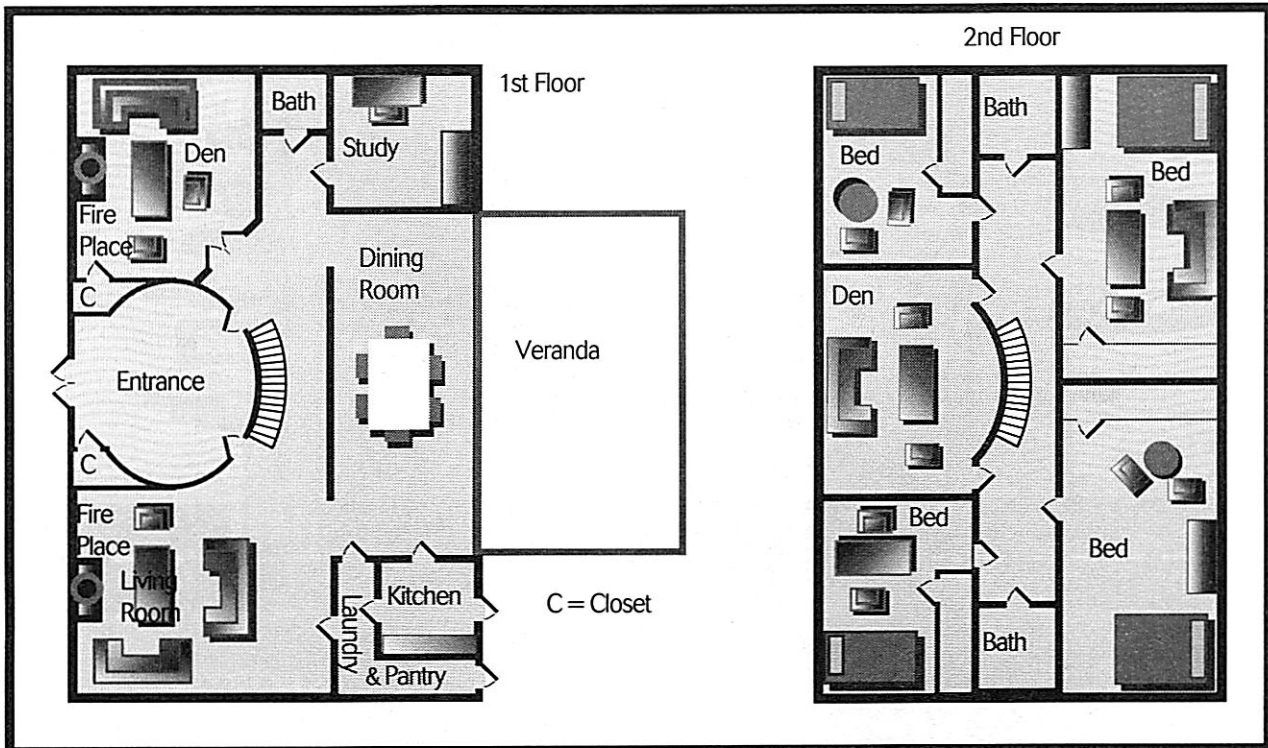 1st Floor
Bath
Study
Den
Fire
Place
C
Dining
Room
Entrance
Veranda
C
Fire
Place
Living
Room
Laundry
Kitchen
& Pantry
C = Closet
2nd Floor
Bath
Bed
Bed
Den
Bed
Bed
Bath